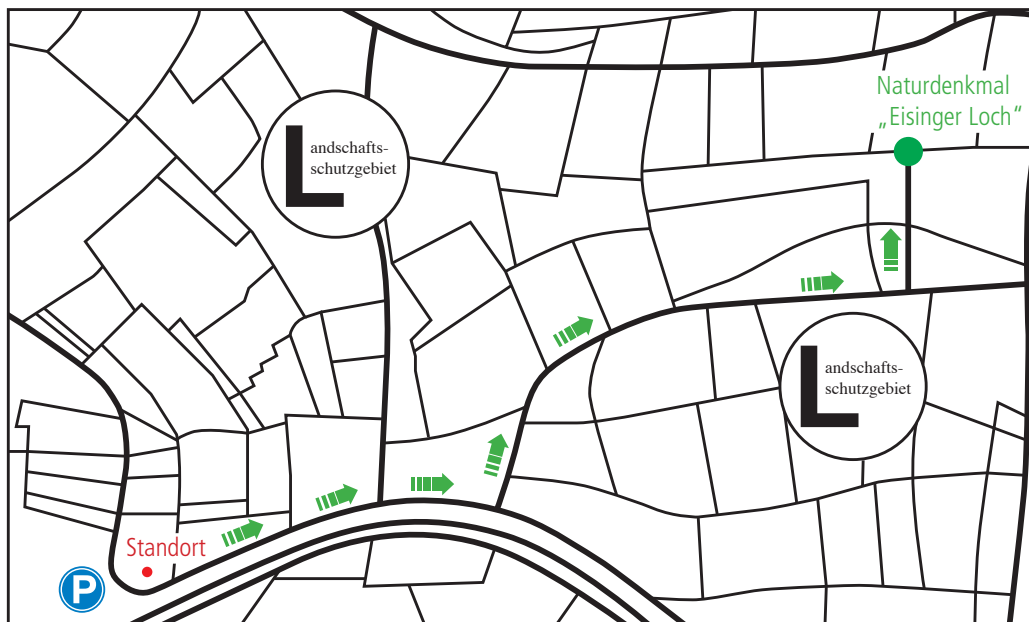 Naturdenkmal
„Eisinger Loch“
Landschafts-
schutzgebiet
Landschafts-
schutzgebiet
Standort
P